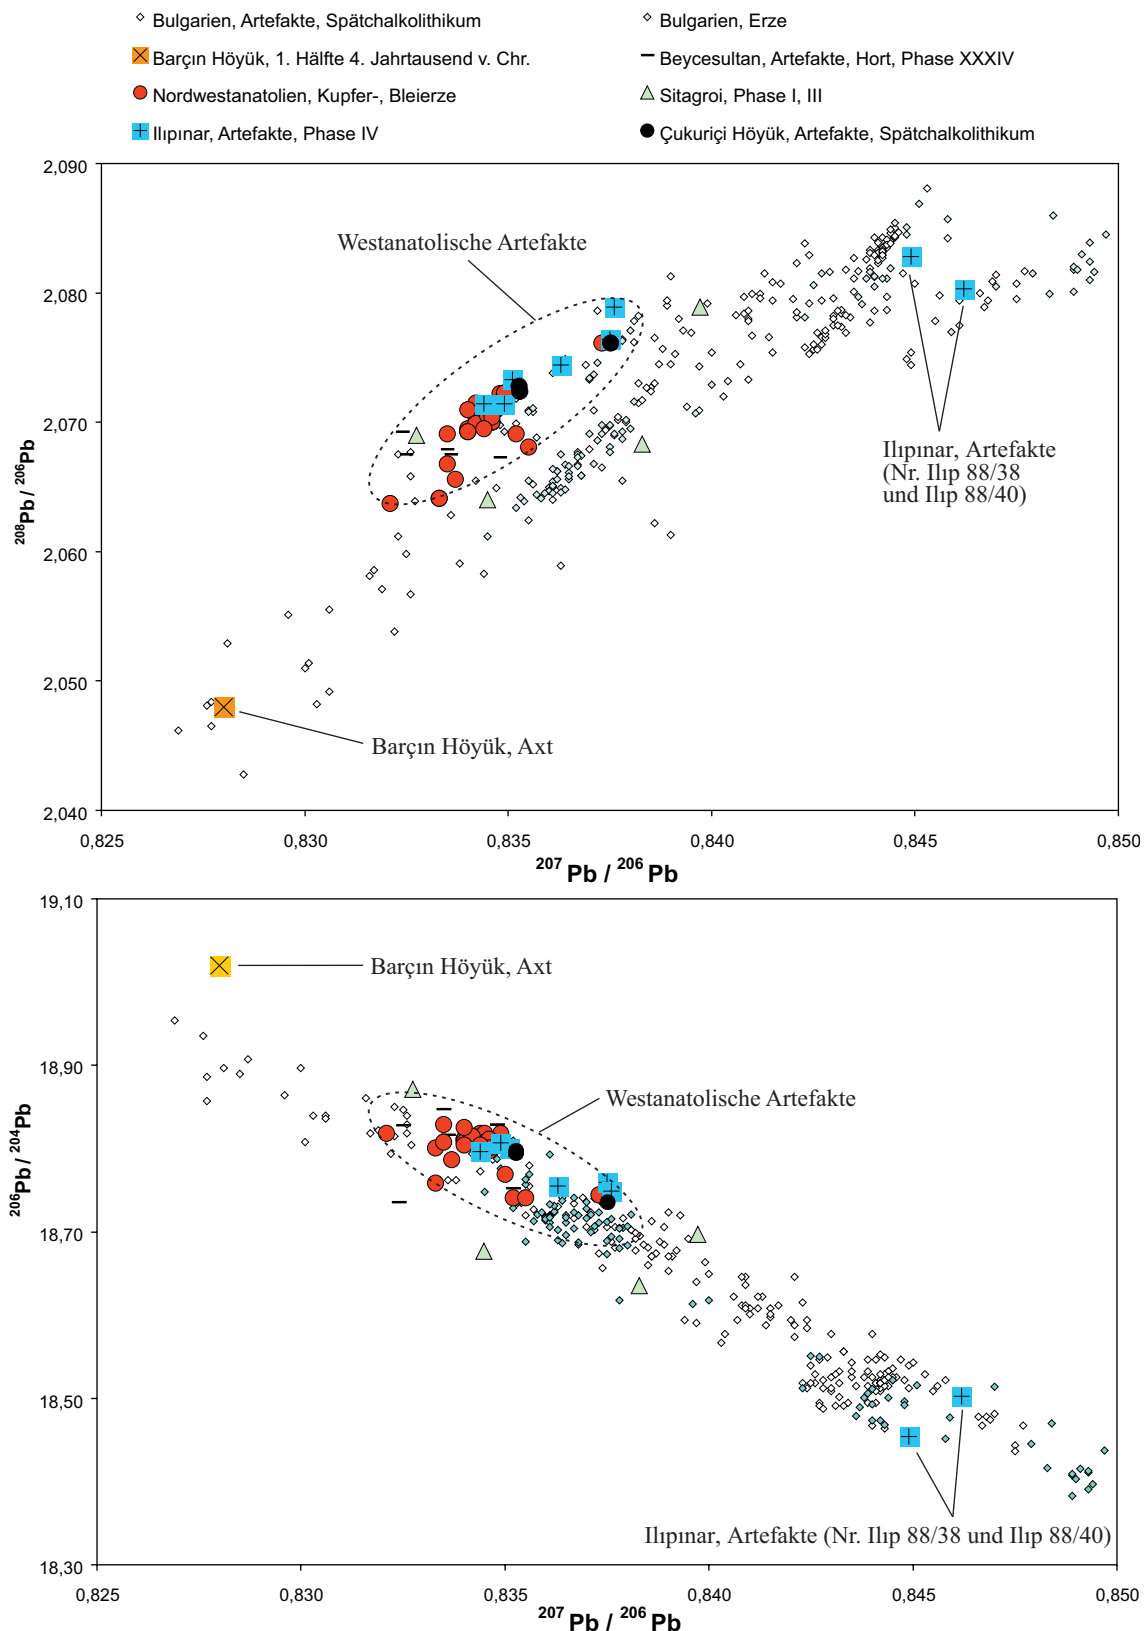 Bulgarien, Artefakte, Spätchalkolithikum
Bulgarien, Erze
Barçın Höyük, 1. Hälfte 4. Jahrtausend v. Chr.
Beycesultan, Artefakte, Hort, Phase XXXIV
Nordwestanatolien, Kupfer-, Bleierze
Sitagroi, Phase I, III
Ilıpınar, Artefakte, Phase IV
Çukuriçi Höyük, Artefakte, Spätchalkolithikum
2,090
2,080
2,070
2,060
2,050
2,040
²⁰⁸Pb / ²⁰⁶Pb
Westanatolische Artefakte
Ilıpınar, Artefakte
(Nr. Ilıp 88/38
und Ilıp 88/40)
Barçın Höyük, Axt
0,825 0,830 0,835 0,840 0,845 0,850
²⁰⁷Pb / ²⁰⁶Pb
19,10
18,90
18,70
18,50
18,30
²⁰⁶Pb / ²⁰⁴Pb
Barçın Höyük, Axt
Westanatolische Artefakte
Ilıpınar, Artefakte (Nr. Ilıp 88/38 und Ilıp 88/40)
0,825 0,830 0,835 0,840 0,845 0,850
²⁰⁷Pb / ²⁰⁶Pb